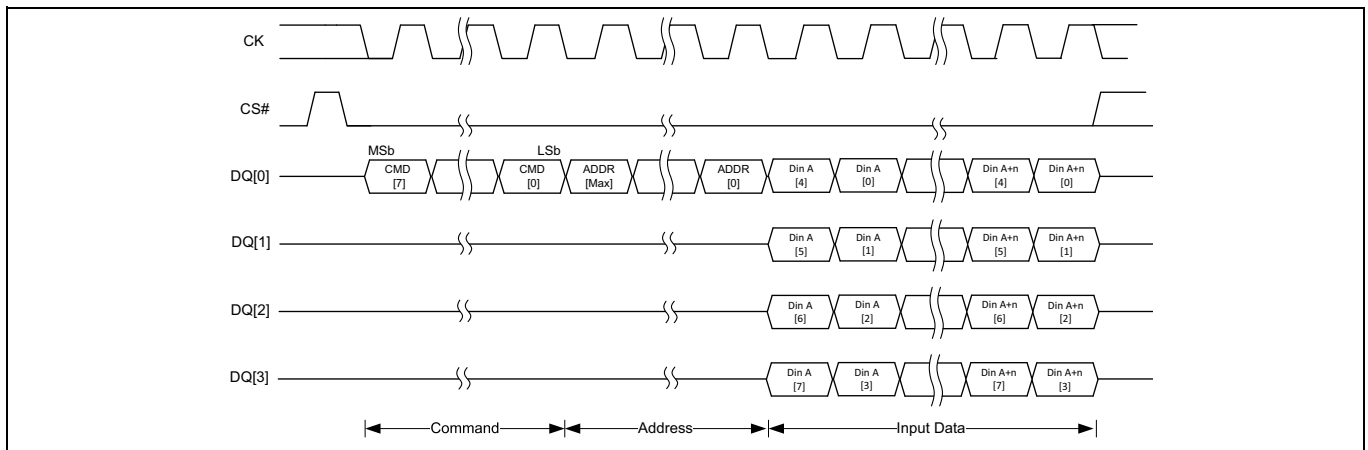 CK
CS#
MSb LSb
DQ[0] CMD [7] CMD [0] ADDR [Max] ADDR [0] Din A [4] Din A [0] Din A+n [4] Din A+n [0]
DQ[1] Din A [5] Din A [1] Din A+n [5] Din A+n [1]
DQ[2] Din A [6] Din A [2] Din A+n [6] Din A+n [2]
DQ[3] Din A [7] Din A [3] Din A+n [7] Din A+n [3]
Command Address Input Data